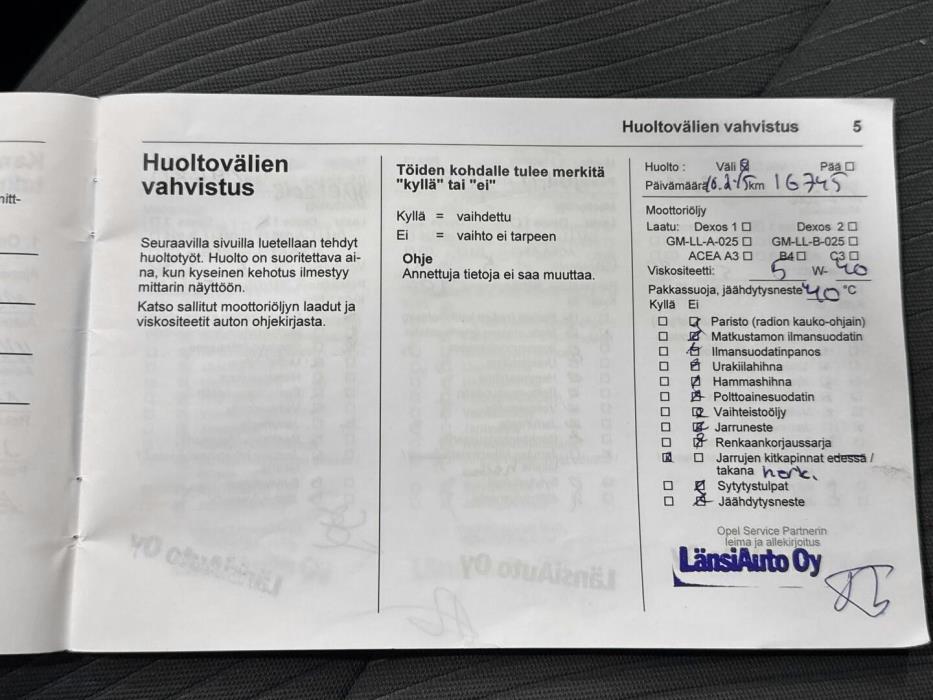 Huoltovälien vahvistus 5
Huoltovälien
vahvistus
Seuraavilla sivuilla luetellaan tehdyt
huoltotyöt. Huolto on suoritettava ai-
na, kun kyseinen kehotus ilmestyy
mittarin näyttöön.
Katso sallitut moottoriöljyn laadut ja
viskositeetit auton ohjekirjasta.
Töiden kohdalle tulee merkitä
"kyllä" tai "ei"
Kyllä = vaihdettu
Ei = vaihto ei tarpeen
Ohje
Annettuja tietoja ei saa muuttaa.
Huolto : Väli Pää
Päivämäärä 16.2-15 km 16745
Moottoriöljy
Laatu: Dexos 1 Dexos 2
GM-LL-A-025 GM-LL-B-025
ACEA A3 B4 C3
Viskositeetti: 5 W- 40
Pakkassuoja, jäähdytysneste -40 °C
Kyllä Ei
Paristo (radion kauko-ohjain)
Matkustamon ilmansuodatin
Ilmansuodatinpanos
Urakiilahihna
Hammashihna
Polttoainesuodatin
Vaihteistoöljy
Jarruneste
Renkaankorjaussarja
Jarrujen kitkapinnat edessä /
takana
Sytytystulpat
Jäähdytysneste
Opel Service Partnerin
leima ja allekirjoitus
LänsiAuto Oy